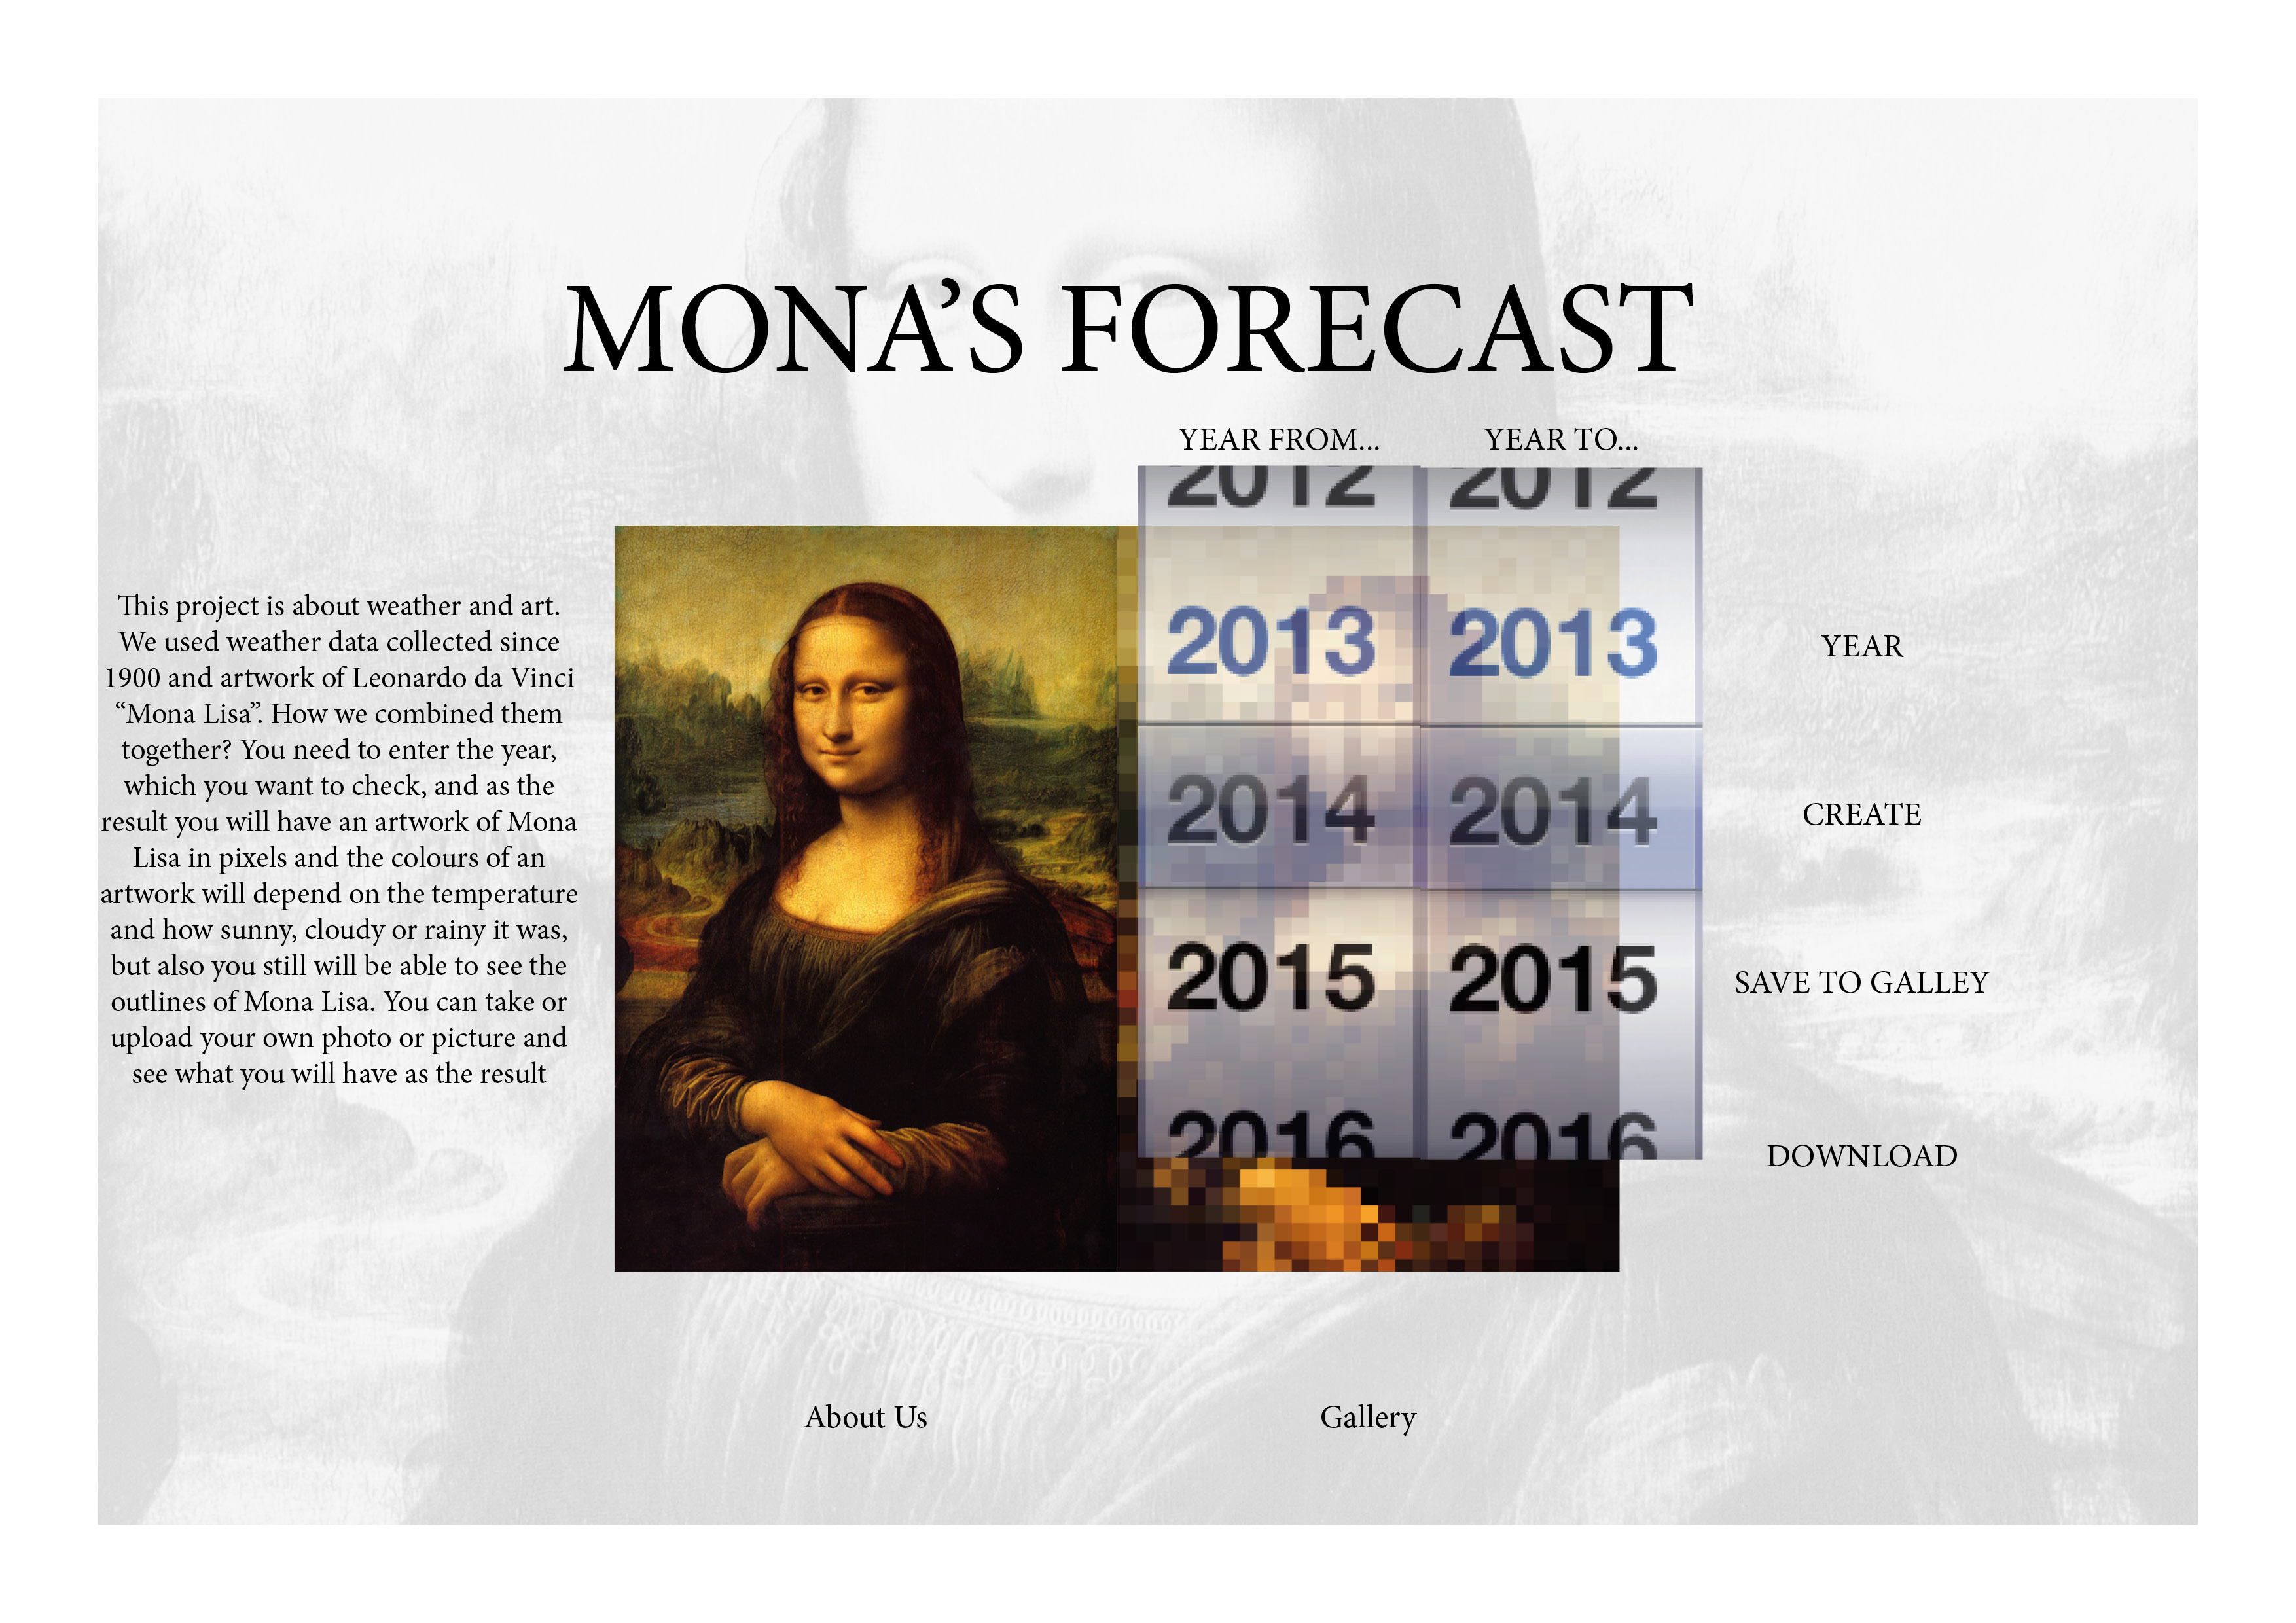 MONA’S FORECAST
YEAR FROM...
YEAR TO...
This project is about weather and art.
We used weather data collected since
1900 and artwork of Leonardo da Vinci
“Mona Lisa”. How we combined them
together? You need to enter the year,
which you want to check, and as the
result you will have an artwork of Mona
Lisa in pixels and the colours of an
artwork will depend on the temperature
and how sunny, cloudy or rainy it was,
but also you still will be able to see the
outlines of Mona Lisa. You can take or
upload your own photo or picture and
see what you will have as the result
2012
2013
2014
2015
2016
2012
2013
2014
2015
2016
YEAR
CREATE
SAVE TO GALLEY
DOWNLOAD
About Us
Gallery